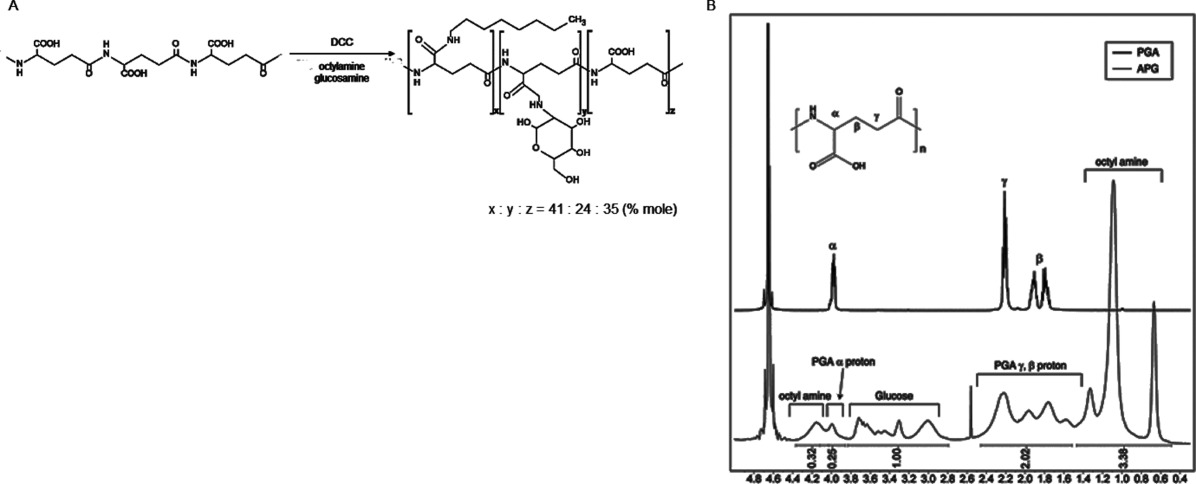 A
COOH
H
N
O
COOH
N
H
O
COOH
N
H
O
DCC
octylamine
glucosamine
CH₃
O
NH
N
H
O
x
H
N
O
O
HN
HO
OH
O
OH
OH
y
COOH
N
H
O
z
x : y : z = 41 : 24 : 35 (% mole)
B
PGA
APG
H
N
α
β
γ
O
O
OH
n
octyl amine
α
γ
β
PGA α proton
octyl amine
Glucose
PGA γ, β proton
0.32
0.25
1.00
2.02
3.38
4.8 4.6 4.4 4.2 4.0 3.8 3.6 3.4 3.2 3.0 2.8 2.6 2.4 2.2 2.0 1.8 1.6 1.4 1.2 1.0 0.8 0.6 0.4